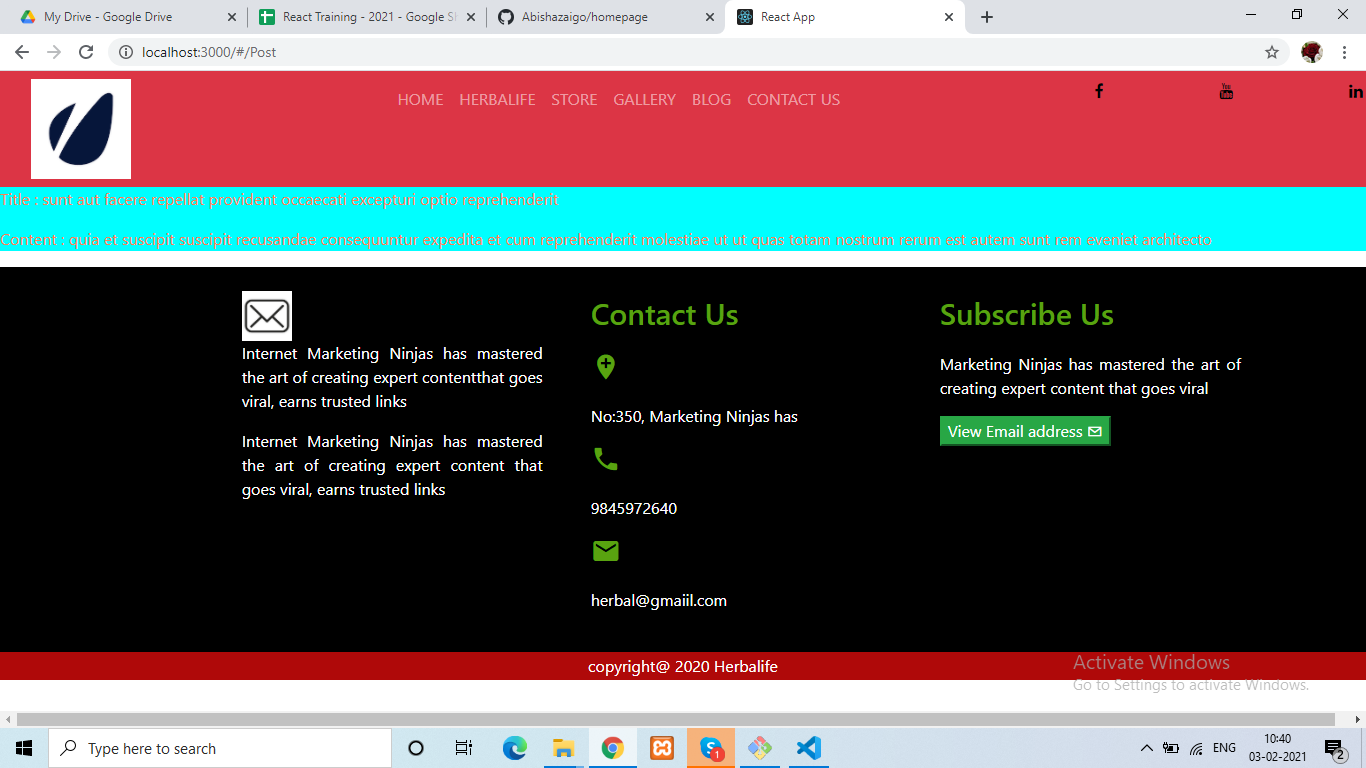 My Drive - Google Drive
React Training - 2021 - Google Sh
Abishazaigo/homepage
React App
localhost:3000/#/Post
HOME HERBALIFE STORE GALLERY BLOG CONTACT US
You Tube
in
Title : sunt aut facere repellat provident occaecati excepturi optio reprehenderit
Content : quia et suscipit suscipit recusandae consequuntur expedita et cum reprehenderit molestiae ut ut quas totam nostrum rerum est autem sunt rem eveniet architecto
Internet Marketing Ninjas has mastered
the art of creating expert contentthat goes
viral, earns trusted links
Internet Marketing Ninjas has mastered
the art of creating expert content that
goes viral, earns trusted links
Contact Us
No:350, Marketing Ninjas has
9845972640
herbal@gmaiil.com
Subscribe Us
Marketing Ninjas has mastered the art of
creating expert content that goes viral
View Email address
copyright@ 2020 Herbalife
Activate Windows
Go to Settings to activate Windows.
Type here to search
1
ENG
10:40
03-02-2021
2